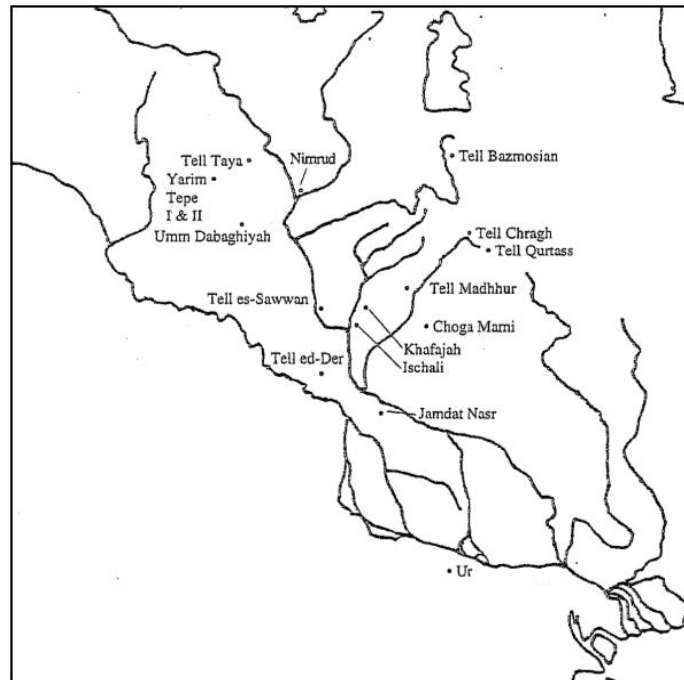 Tell Taya
Nimrud
Tell Bazmosian
Yarim
Tepe
I & II
Umm Dabaghiyah
Tell Chragh
Tell Qurtass
Tell Madhhur
Tell es-Sawwan
Choga Mami
Khafajah
Ischali
Tell ed-Der
Jamdat Nasr
Ur